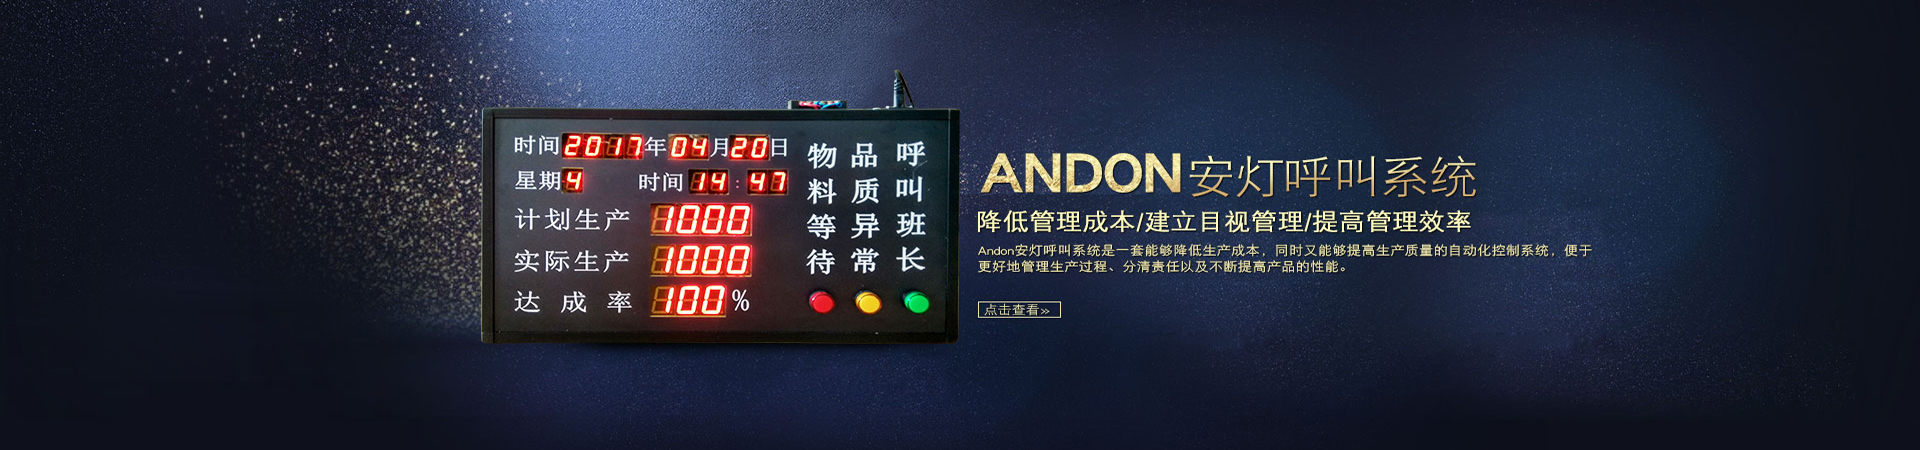 时间2017年04月20日
星期4 时间14:47
计划生产1000
实际生产1000
达成率100%
物料等待
品质异常
呼叫班长
ANDON安灯呼叫系统
降低管理成本/建立目视管理/提高管理效率
Andon安灯呼叫系统是一套能够降低生产成本，同时又能够提高生产质量的自动化控制系统，便于
更好地管理生产过程、分清责任以及不断提高产品的性能。
点击查看»